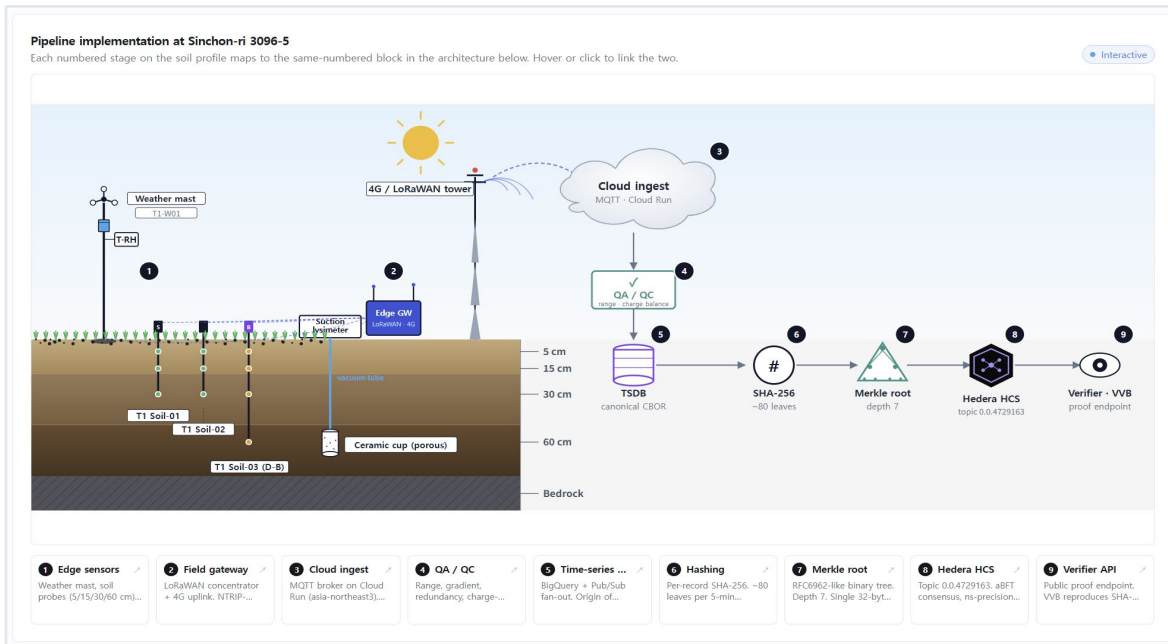 Pipeline implementation at Sinchon-ri 3096-5
Each numbered stage on the soil profile maps to the same-numbered block in the architecture below. Hover or click to link the two.
Interactive
3
4G / LoRaWAN tower
Cloud ingest
MQTT · Cloud Run
Weather mast
T1-W01
T·RH
1
2
4
✓
QA / QC
range · charge balance
Edge GW
LoRaWAN · 4G
Suction
lysimeter
S
B
5
6
7
8
9
5 cm
15 cm
30 cm
60 cm
Bedrock
vacuum tube
#
TSDB
canonical CBOR
SHA-256
~80 leaves
Merkle root
depth 7
Hedera HCS
topic 0.0.4729163
Verifier · VVB
proof endpoint
T1 Soil-01
T1 Soil-02
T1 Soil-03 (D-B)
Ceramic cup (porous)
1 Edge sensors ↗
Weather mast, soil
probes (5/15/30/60 cm)...
2 Field gateway ↗
LoRaWAN concentrator
+ 4G uplink. NTRIP-...
3 Cloud ingest ↗
MQTT broker on Cloud
Run (asia-northeast3)....
4 QA / QC ↗
Range, gradient,
redundancy, charge-...
5 Time-series ... ↗
BigQuery + Pub/Sub
fan-out. Origin of...
6 Hashing ↗
Per-record SHA-256. ~80
leaves per 5-min...
7 Merkle root ↗
RFC6962-like binary tree.
Depth 7. Single 32-byt...
8 Hedera HCS ↗
Topic 0.0.4729163. aBFT
consensus, ns-precision...
9 Verifier API ↗
Public proof endpoint.
VVB reproduces SHA-...